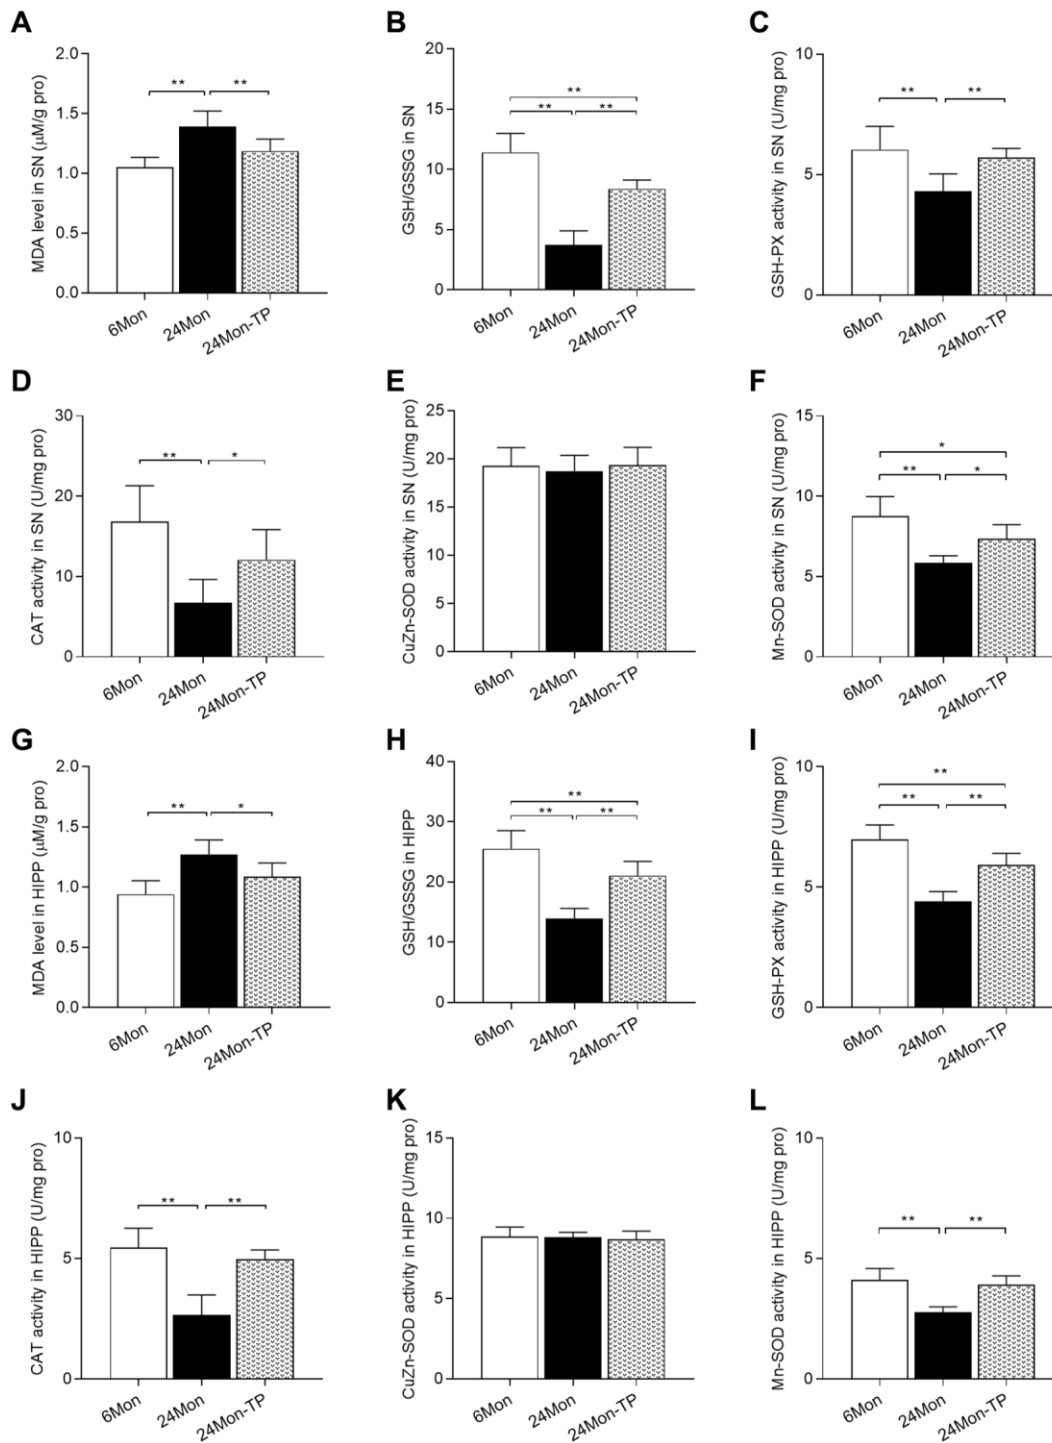 A
MDA level in SN (μM/g pro)
2.0
1.5
1.0
0.5
0.0
**
**
6Mon
24Mon
24Mon-TP
B
GSH/GSSG in SN
20
15
10
5
0
**
**
**
6Mon
24Mon
24Mon-TP
C
GSH-PX activity in SN (U/mg pro)
10
5
0
**
**
6Mon
24Mon
24Mon-TP
D
CAT activity in SN (U/mg pro)
30
20
10
0
**
*
6Mon
24Mon
24Mon-TP
E
CuZn-SOD activity in SN (U/mg pro)
25
20
15
10
5
0
6Mon
24Mon
24Mon-TP
F
Mn-SOD activity in SN (U/mg pro)
15
10
5
0
*
**
*
6Mon
24Mon
24Mon-TP
G
MDA level in HIPP (μM/g pro)
2.0
1.5
1.0
0.5
0.0
**
*
6Mon
24Mon
24Mon-TP
H
GSH/GSSG in HIPP
40
30
20
10
0
**
**
**
6Mon
24Mon
24Mon-TP
I
GSH-PX activity in HIPP (U/mg pro)
10
5
0
**
**
**
6Mon
24Mon
24Mon-TP
J
CAT activity in HIPP (U/mg pro)
10
5
0
**
**
6Mon
24Mon
24Mon-TP
K
CuZn-SOD activity in HIPP (U/mg pro)
15
10
5
0
6Mon
24Mon
24Mon-TP
L
Mn-SOD activity in HIPP (U/mg pro)
10
5
0
**
**
6Mon
24Mon
24Mon-TP